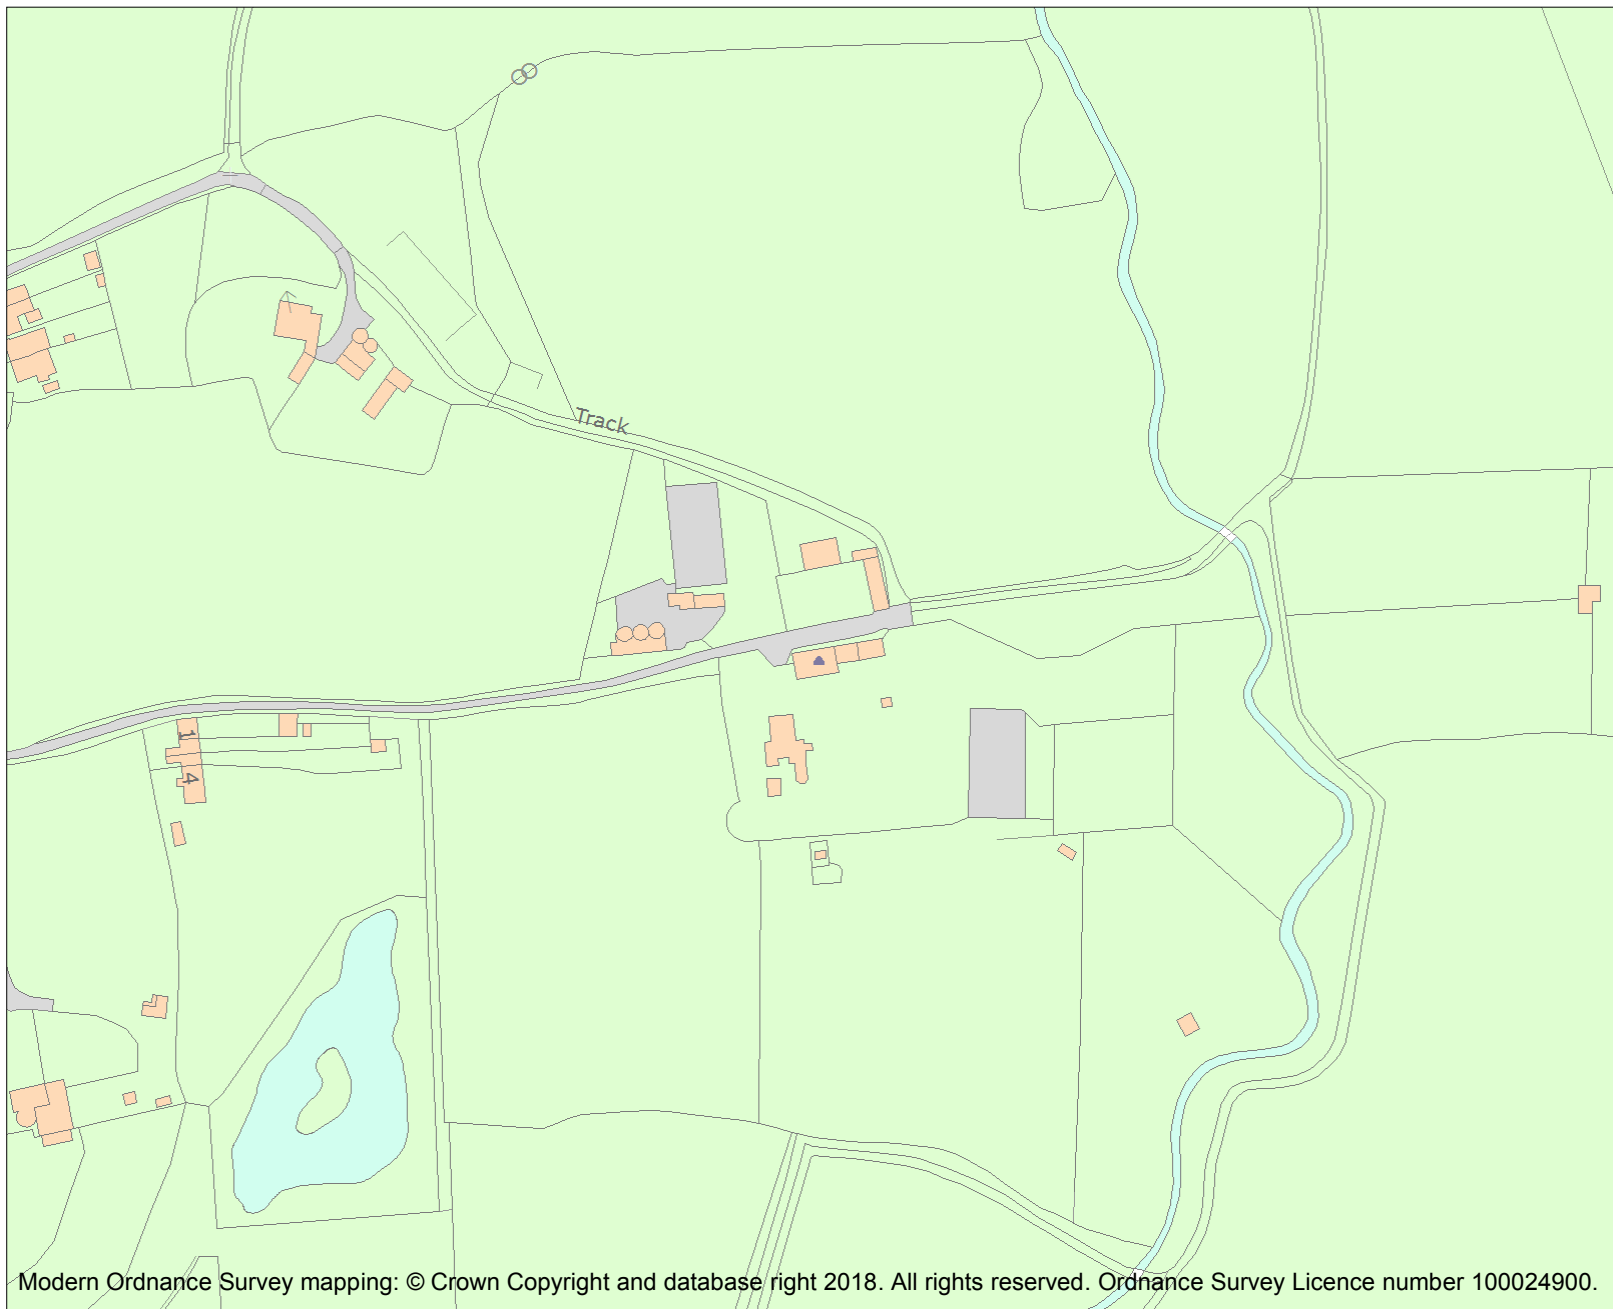 Track
1
4
Modern Ordnance Survey mapping: © Crown Copyright and database right 2018. All rights reserved. Ordnance Survey Licence number 100024900.